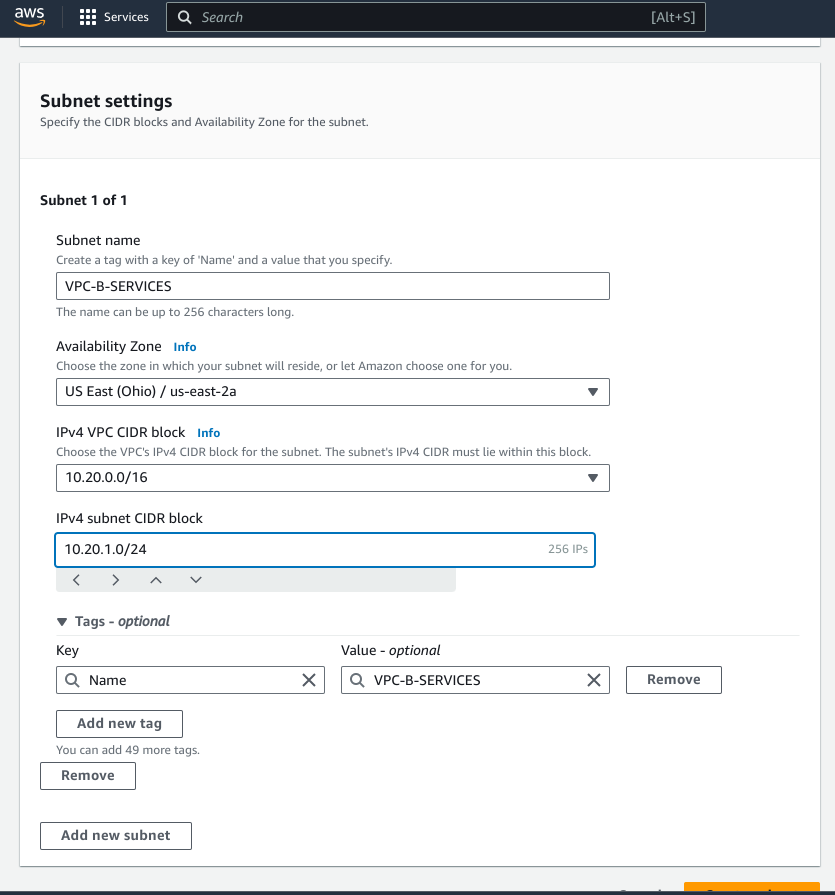 aws
Services
Search [Alt+S]
Subnet settings
Specify the CIDR blocks and Availability Zone for the subnet.
Subnet 1 of 1
Subnet name
Create a tag with a key of 'Name' and a value that you specify.
VPC-B-SERVICES
The name can be up to 256 characters long.
Availability Zone Info
Choose the zone in which your subnet will reside, or let Amazon choose one for you.
US East (Ohio) / us-east-2a
IPv4 VPC CIDR block Info
Choose the VPC's IPv4 CIDR block for the subnet. The subnet's IPv4 CIDR must lie within this block.
10.20.0.0/16
IPv4 subnet CIDR block
10.20.1.0/24 256 IPs
Tags - optional
Key Value - optional
Name VPC-B-SERVICES Remove
Add new tag
You can add 49 more tags.
Remove
Add new subnet